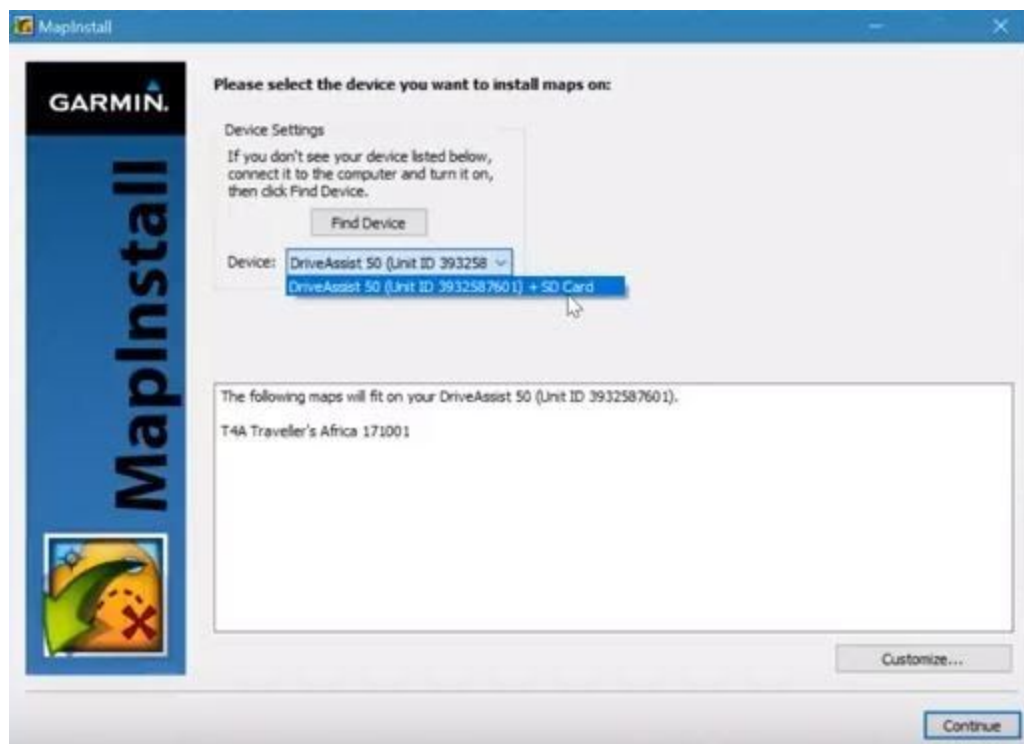 MapInstall
GARMIN.
MapInstall
Please select the device you want to install maps on:
Device Settings
If you don't see your device listed below,
connect it to the computer and turn it on,
then click Find Device.
Find Device
Device: DriveAssist 50 (Unit ID 393258
DriveAssist 50 (Unit ID 3932587601) + SD Card
The following maps will fit on your DriveAssist 50 (Unit ID 3932587601).
T4A Traveller's Africa 171001
Customize...
Continue